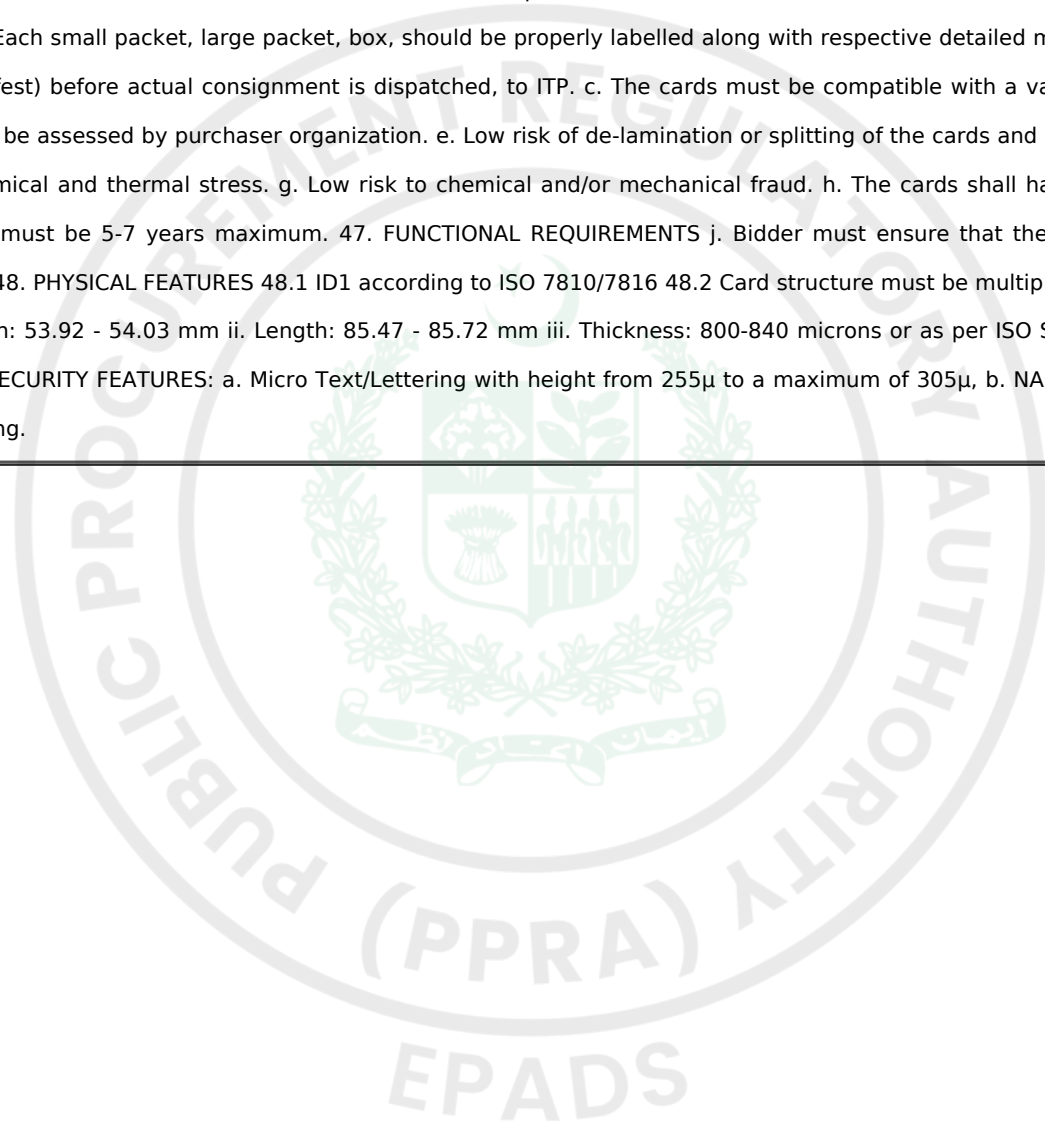 Each small packet, large packet, box, should be properly labelled along with respective detailed m
fest) before actual consignment is dispatched, to ITP. c. The cards must be compatible with a va
be assessed by purchaser organization. e. Low risk of de-lamination or splitting of the cards and
mical and thermal stress. g. Low risk to chemical and/or mechanical fraud. h. The cards shall ha
must be 5-7 years maximum. 47. FUNCTIONAL REQUIREMENTS j. Bidder must ensure that the
48. PHYSICAL FEATURES 48.1 ID1 according to ISO 7810/7816 48.2 Card structure must be multip
h: 53.92 - 54.03 mm ii. Length: 85.47 - 85.72 mm iii. Thickness: 800-840 microns or as per ISO S
ECURITY FEATURES: a. Micro Text/Lettering with height from 255µ to a maximum of 305µ, b. NA
ng.
PUBLIC PROCUREMENT REGULATORY AUTHORITY
(PPRA)
EPADS